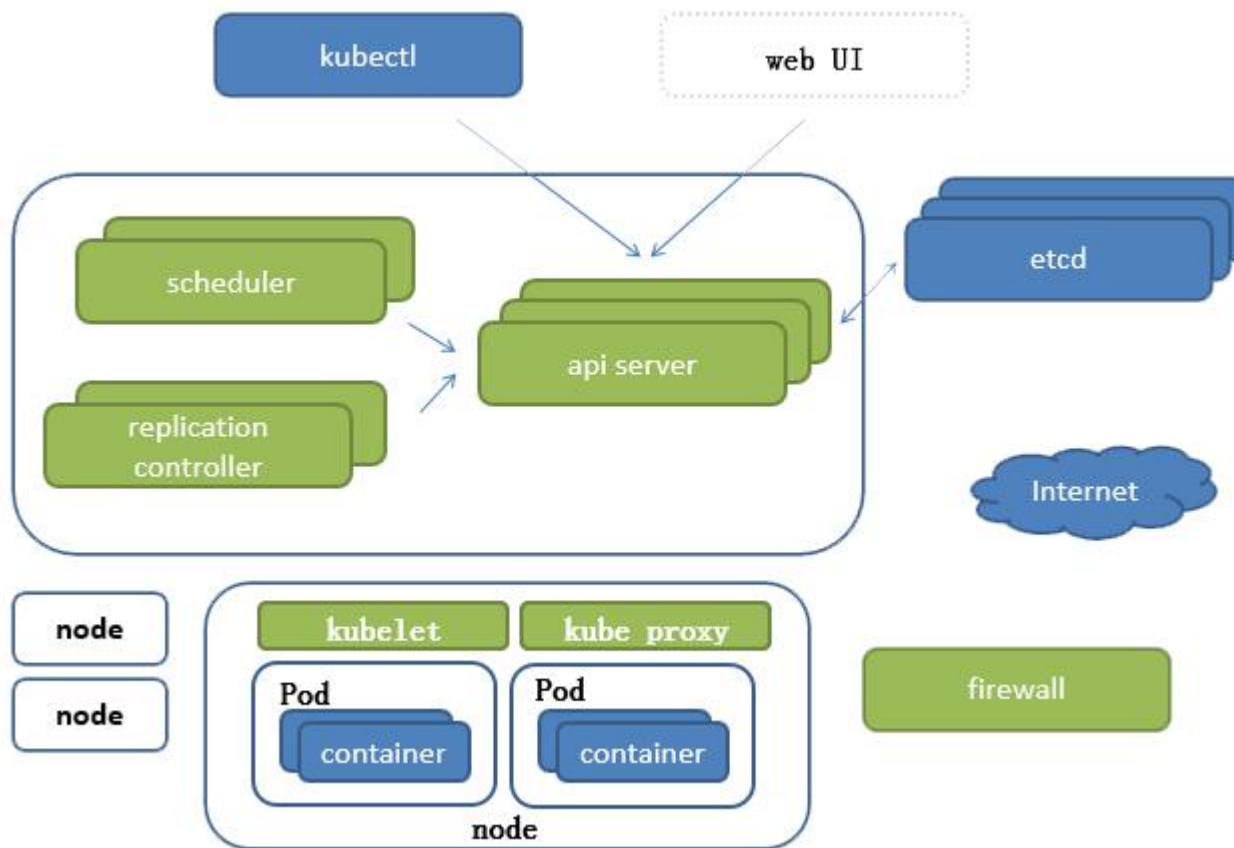 kubectl
web UI
scheduler
etcd
api server
replication
controller
Internet
node
kubelet
kube proxy
node
Pod
Pod
firewall
container
container
node